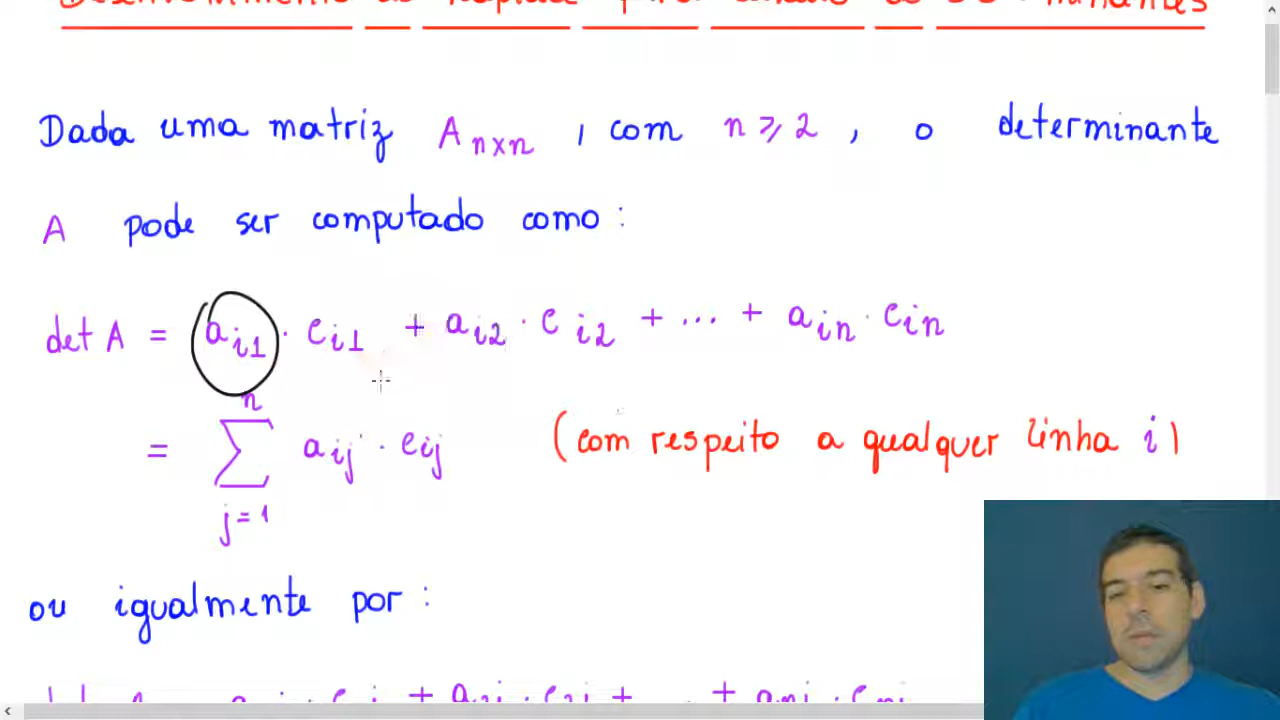 Dada uma matriz A n×n , com n ≥ 2 , o determinante
A pode ser computado como :
det A = a i1 · c i1 + a i2 · c i2 + ... + a in · c in
= n ∑ j=1 a ij · c ij (com respeito a qualquer linha i)
ou igualmente por :